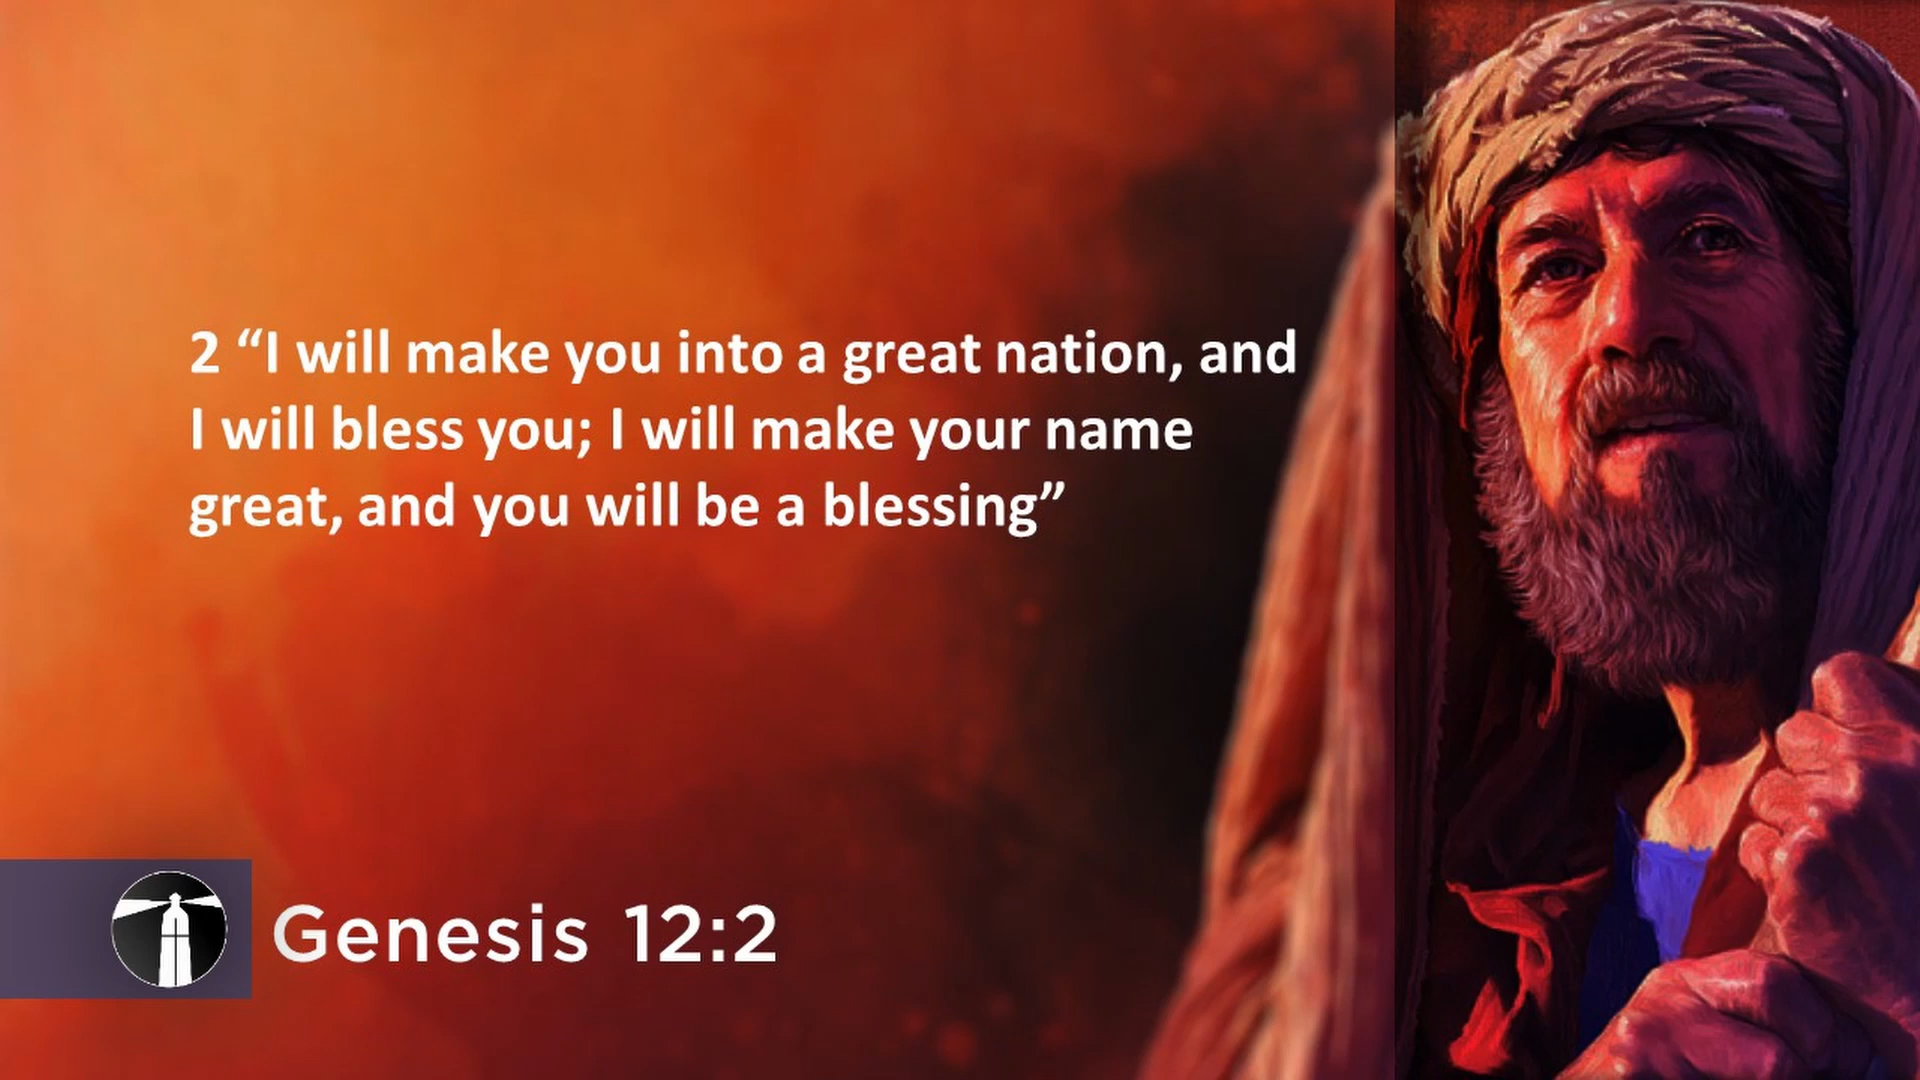 2 “I will make you into a great nation, and
I will bless you; I will make your name
great, and you will be a blessing”
Genesis 12:2